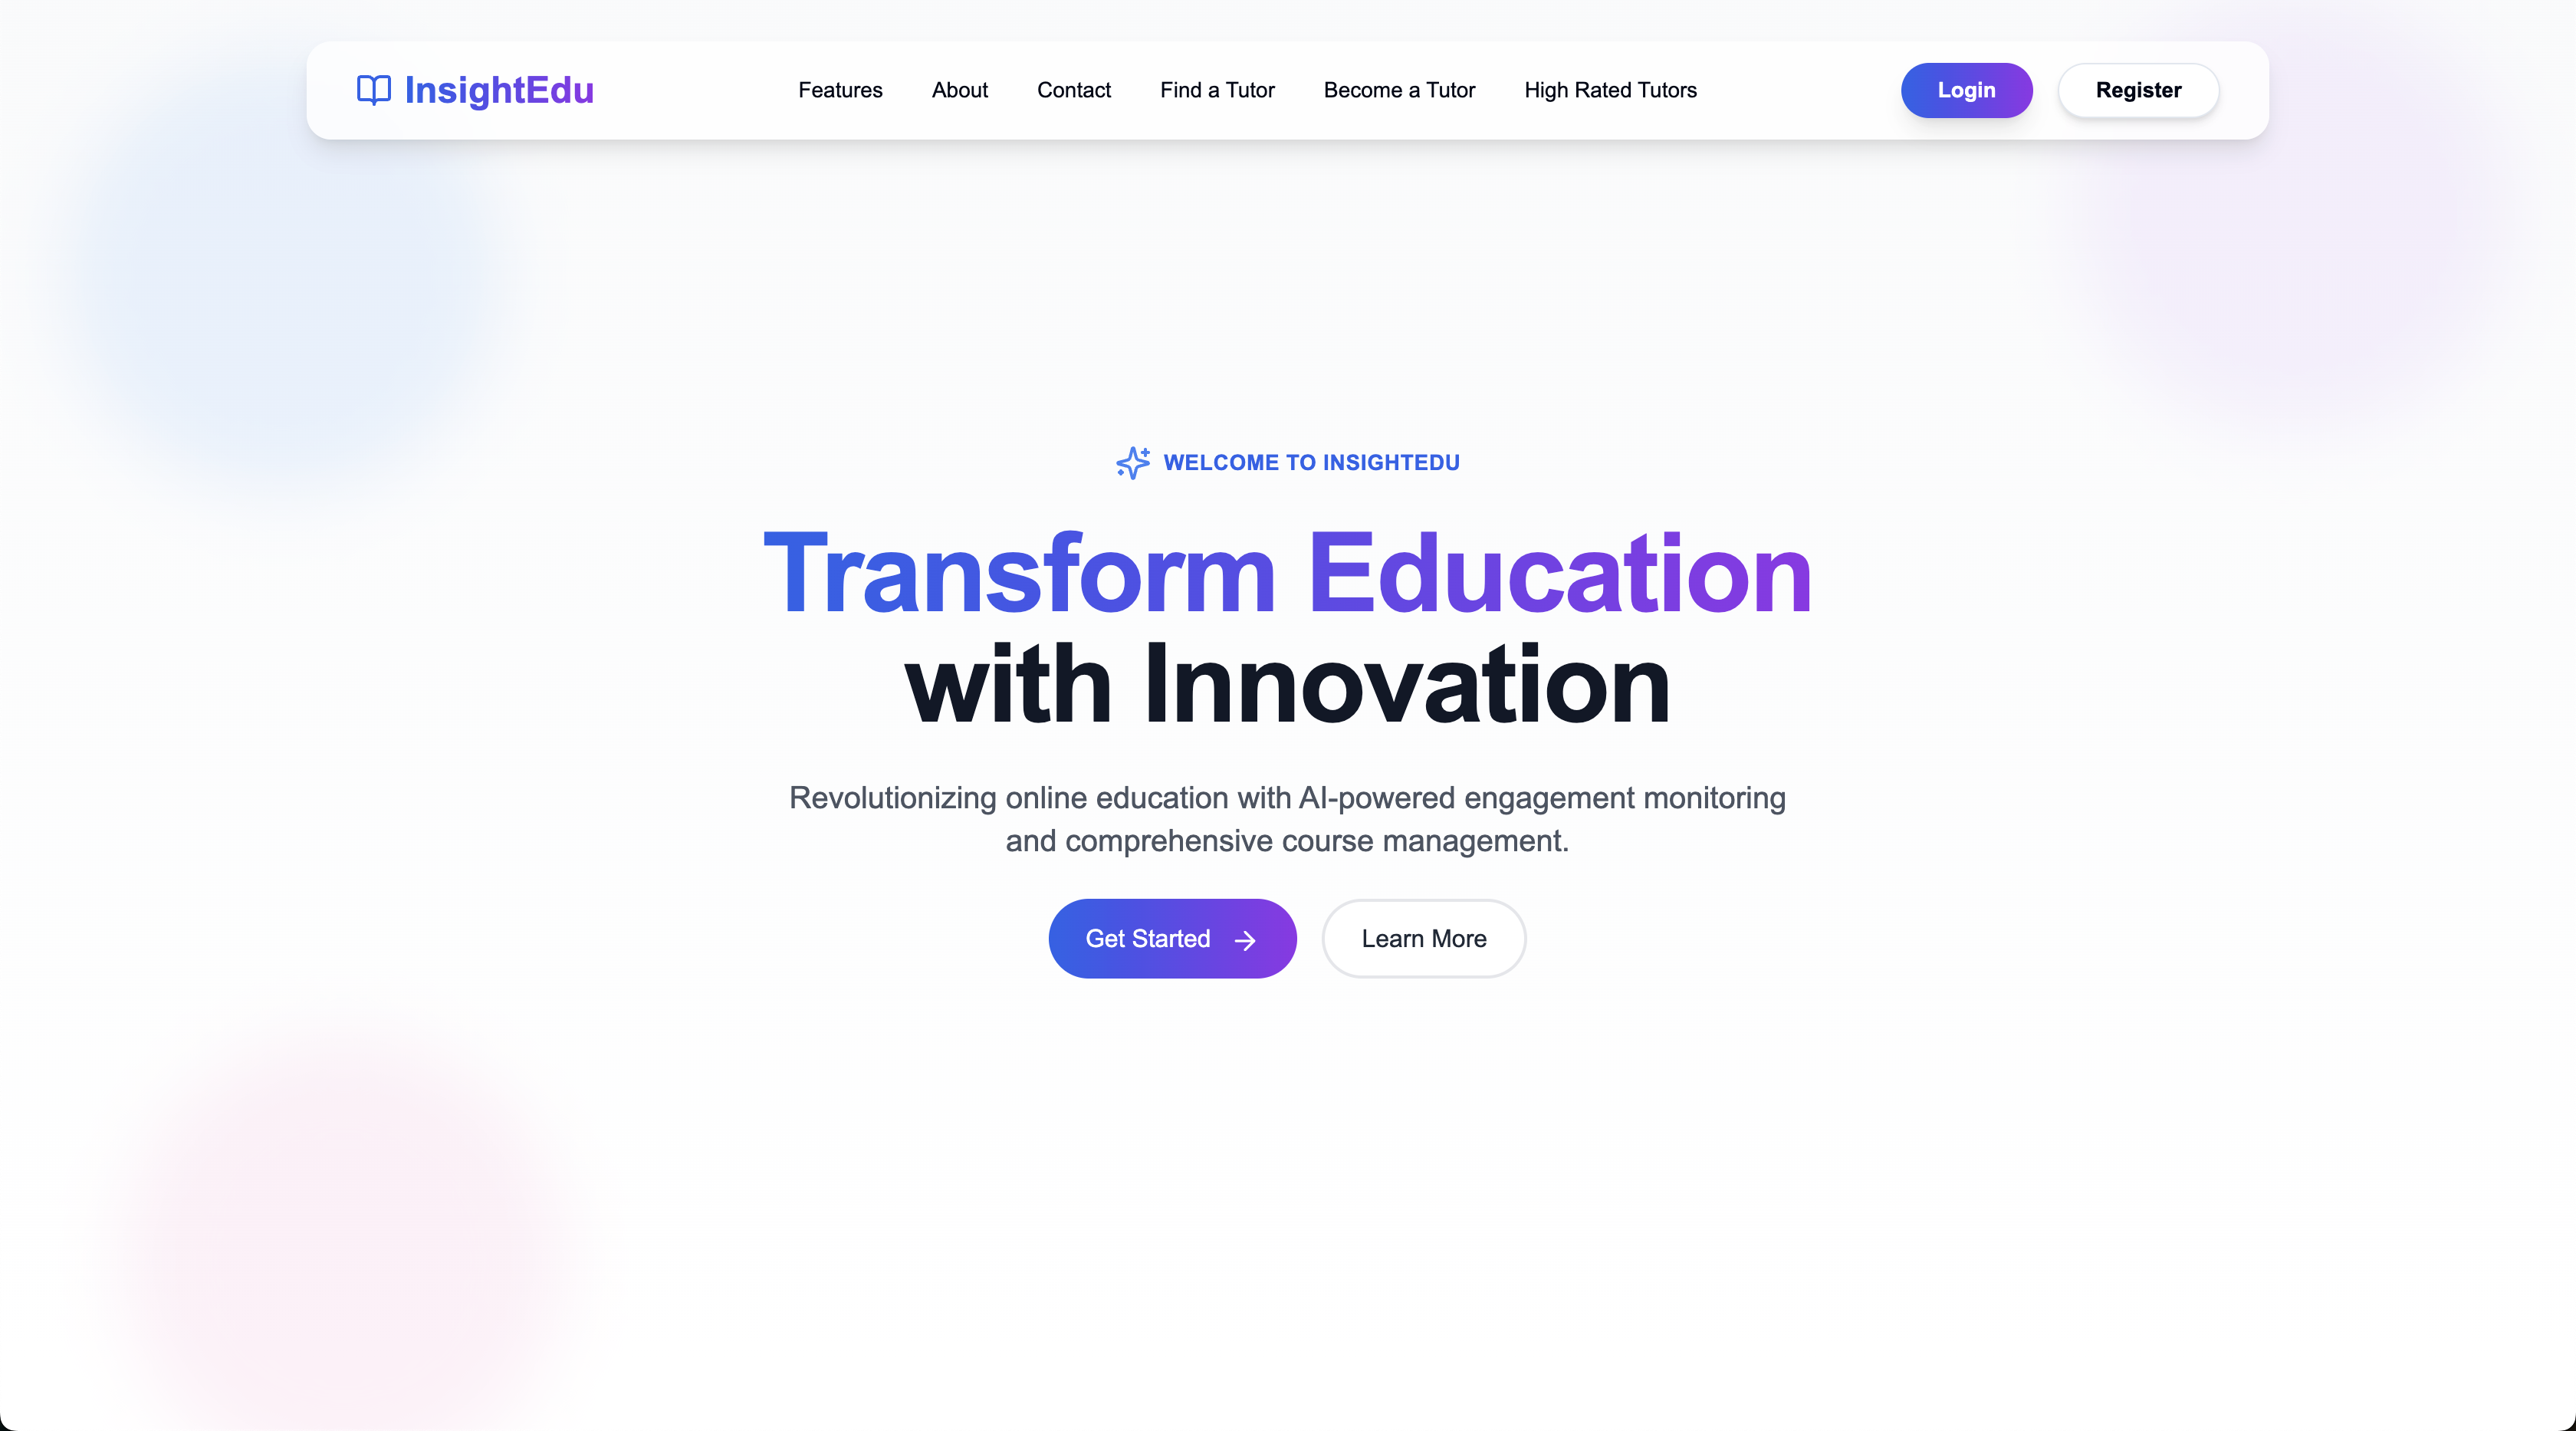 InsightEdu
Features
About
Contact
Find a Tutor
Become a Tutor
High Rated Tutors
Login
Register
WELCOME TO INSIGHTEDU
Transform Education
with Innovation
Revolutionizing online education with AI-powered engagement monitoring
and comprehensive course management.
Get Started
Learn More